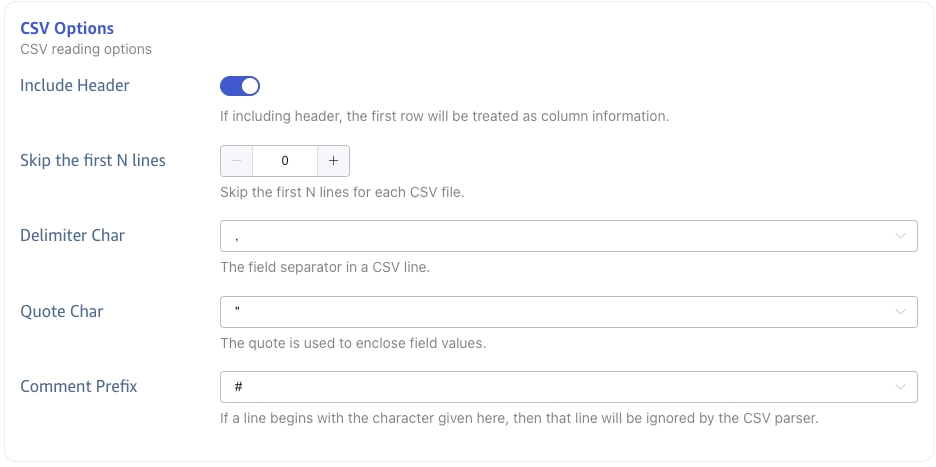 CSV Options
CSV reading options
Include Header
If including header, the first row will be treated as column information.
Skip the first N lines
− 0 +
Skip the first N lines for each CSV file.
Delimiter Char
,
The field separator in a CSV line.
Quote Char
"
The quote is used to enclose field values.
Comment Prefix
#
If a line begins with the character given here, then that line will be ignored by the CSV parser.